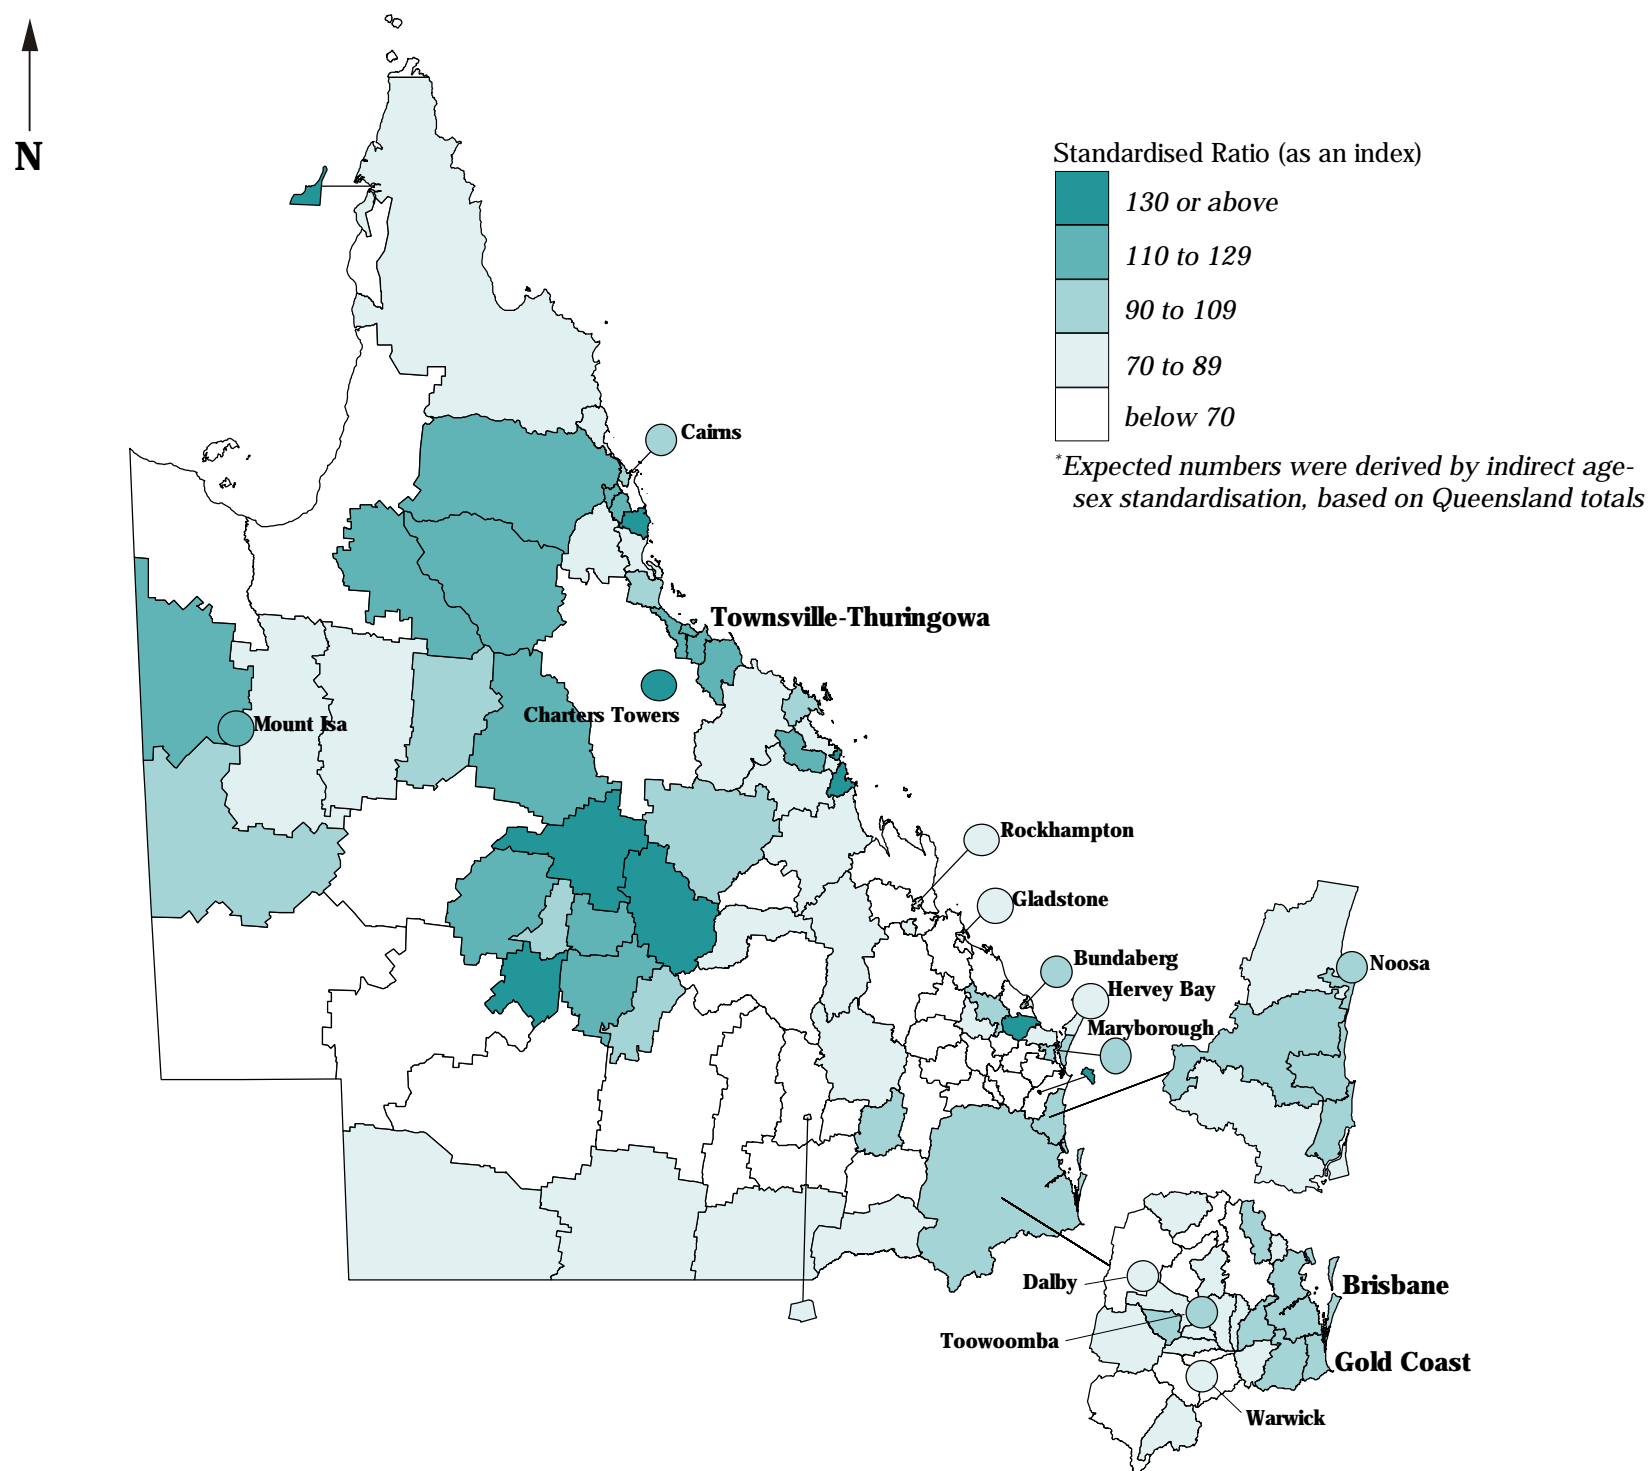 N
Standardised Ratio (as an index)
130 or above
110 to 129
90 to 109
70 to 89
below 70
*Expected numbers were derived by indirect age-
sex standardisation, based on Queensland totals
Cairns
Townsville-Thuringowa
Charters Towers
Mount Isa
Rockhampton
Gladstone
Bundaberg
Noosa
Hervey Bay
Maryborough
Dalby
Brisbane
Toowoomba
Gold Coast
Warwick